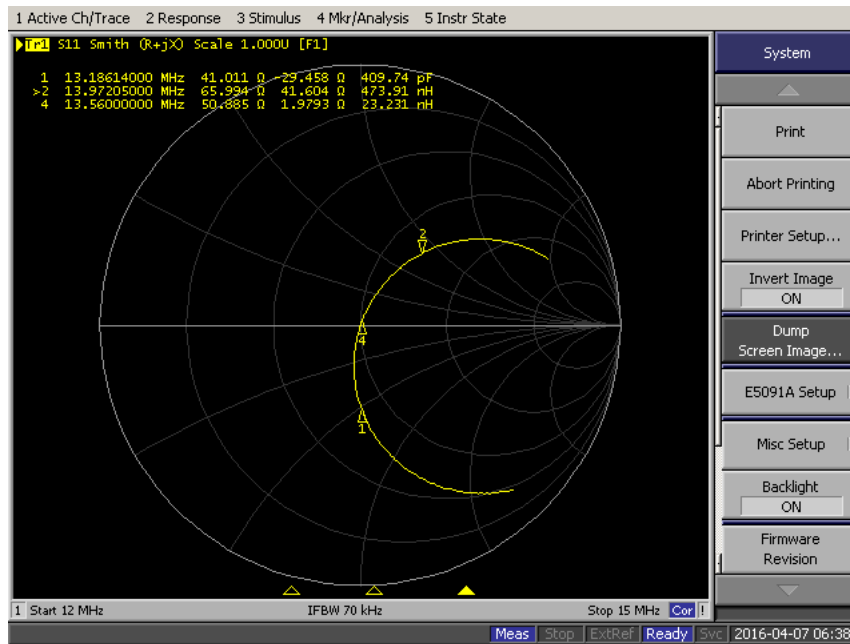 1 Active Ch/Trace 2 Response 3 Stimulus 4 Mkr/Analysis 5 Instr State
Tr1 S11 Smith (R+jX) Scale 1.000U [F1]
1 13.18614000 MHz 41.011 Ω -29.458 Ω 409.74 pF
>2 13.97205000 MHz 65.994 Ω 41.604 Ω 473.91 nH
4 13.56000000 MHz 50.885 Ω 1.9793 Ω 23.231 nH
2
4
1
System
Print
Abort Printing
Printer Setup...
Invert Image
ON
Dump
Screen Image...
E5091A Setup
Misc Setup
Backlight
ON
Firmware
Revision
1 Start 12 MHz IFBW 70 kHz Stop 15 MHz Cor !
Meas Stop ExtRef Ready Svc 2016-04-07 06:38